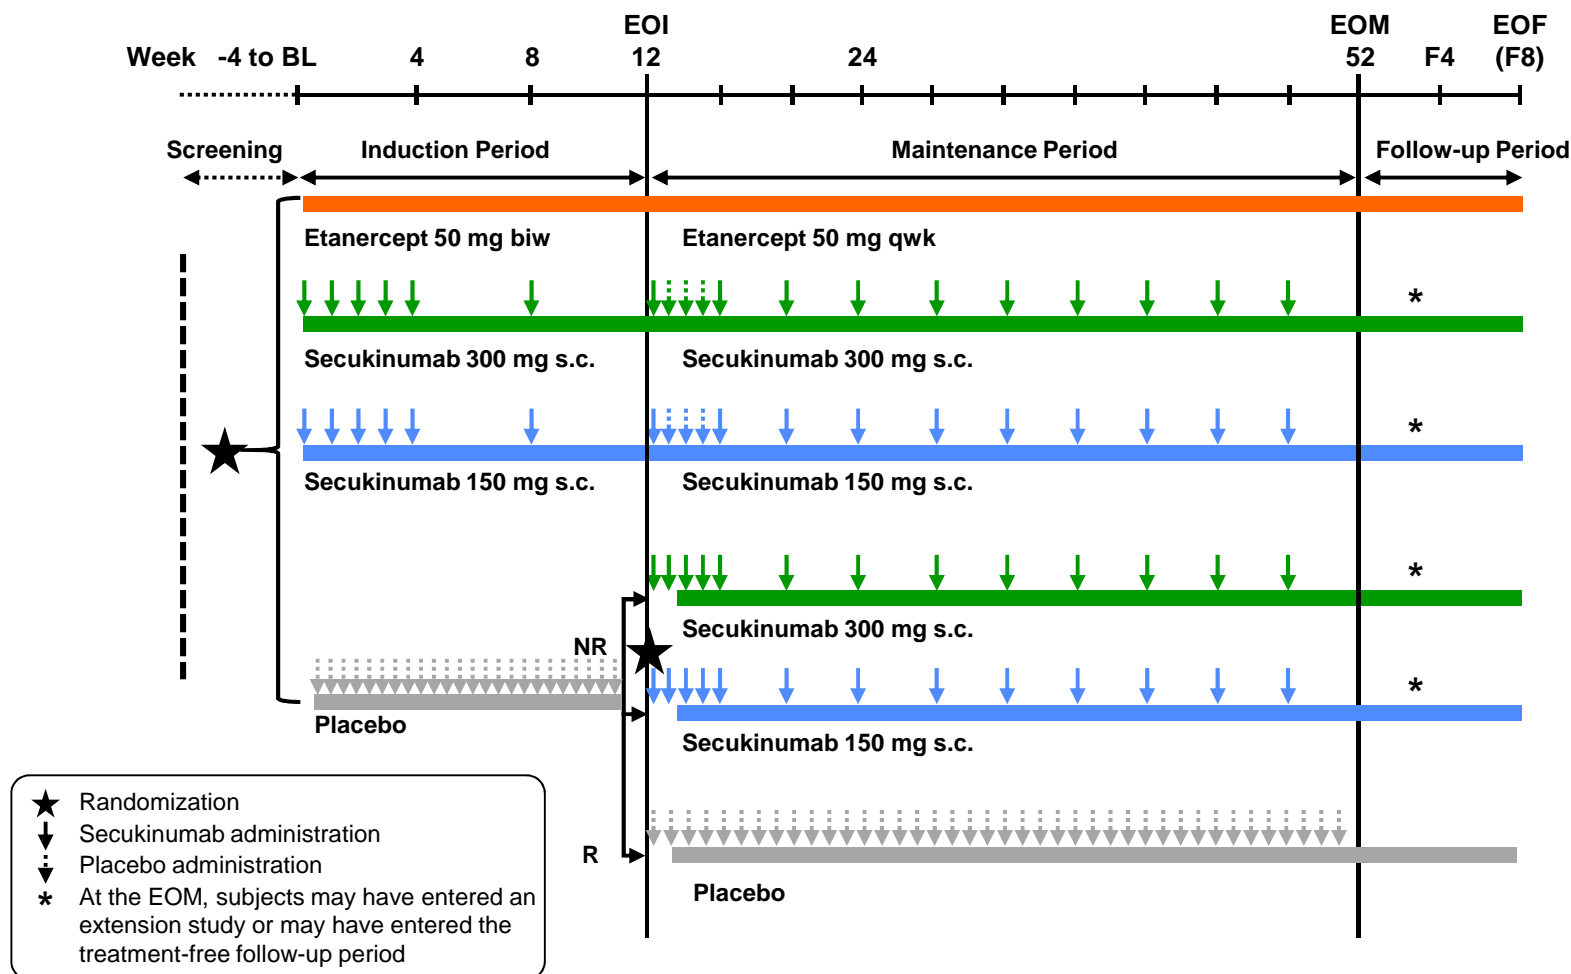 EOI EOM EOF
Week -4 to BL 4 8 12 24 52 F4 (F8)
Screening Induction Period Maintenance Period Follow-up Period
Etanercept 50 mg biw Etanercept 50 mg qwk
*
Secukinumab 300 mg s.c. Secukinumab 300 mg s.c.
*
Secukinumab 150 mg s.c. Secukinumab 150 mg s.c.
*
Secukinumab 300 mg s.c.
NR
*
Placebo
Secukinumab 150 mg s.c.
R
Placebo
Randomization
Secukinumab administration
Placebo administration
* At the EOM, subjects may have entered an
extension study or may have entered the
treatment-free follow-up period